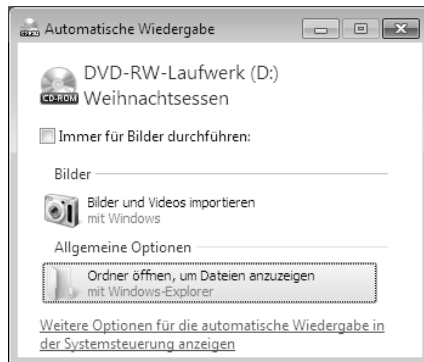 Automatische Wiedergabe
DVD-RW-Laufwerk (D:)
CD-ROM
Weihnachtsessen
Immer für Bilder durchführen:
Bilder
Bilder und Videos importieren
mit Windows
Allgemeine Optionen
Ordner öffnen, um Dateien anzuzeigen
mit Windows-Explorer
Weitere Optionen für die automatische Wiedergabe in
der Systemsteuerung anzeigen